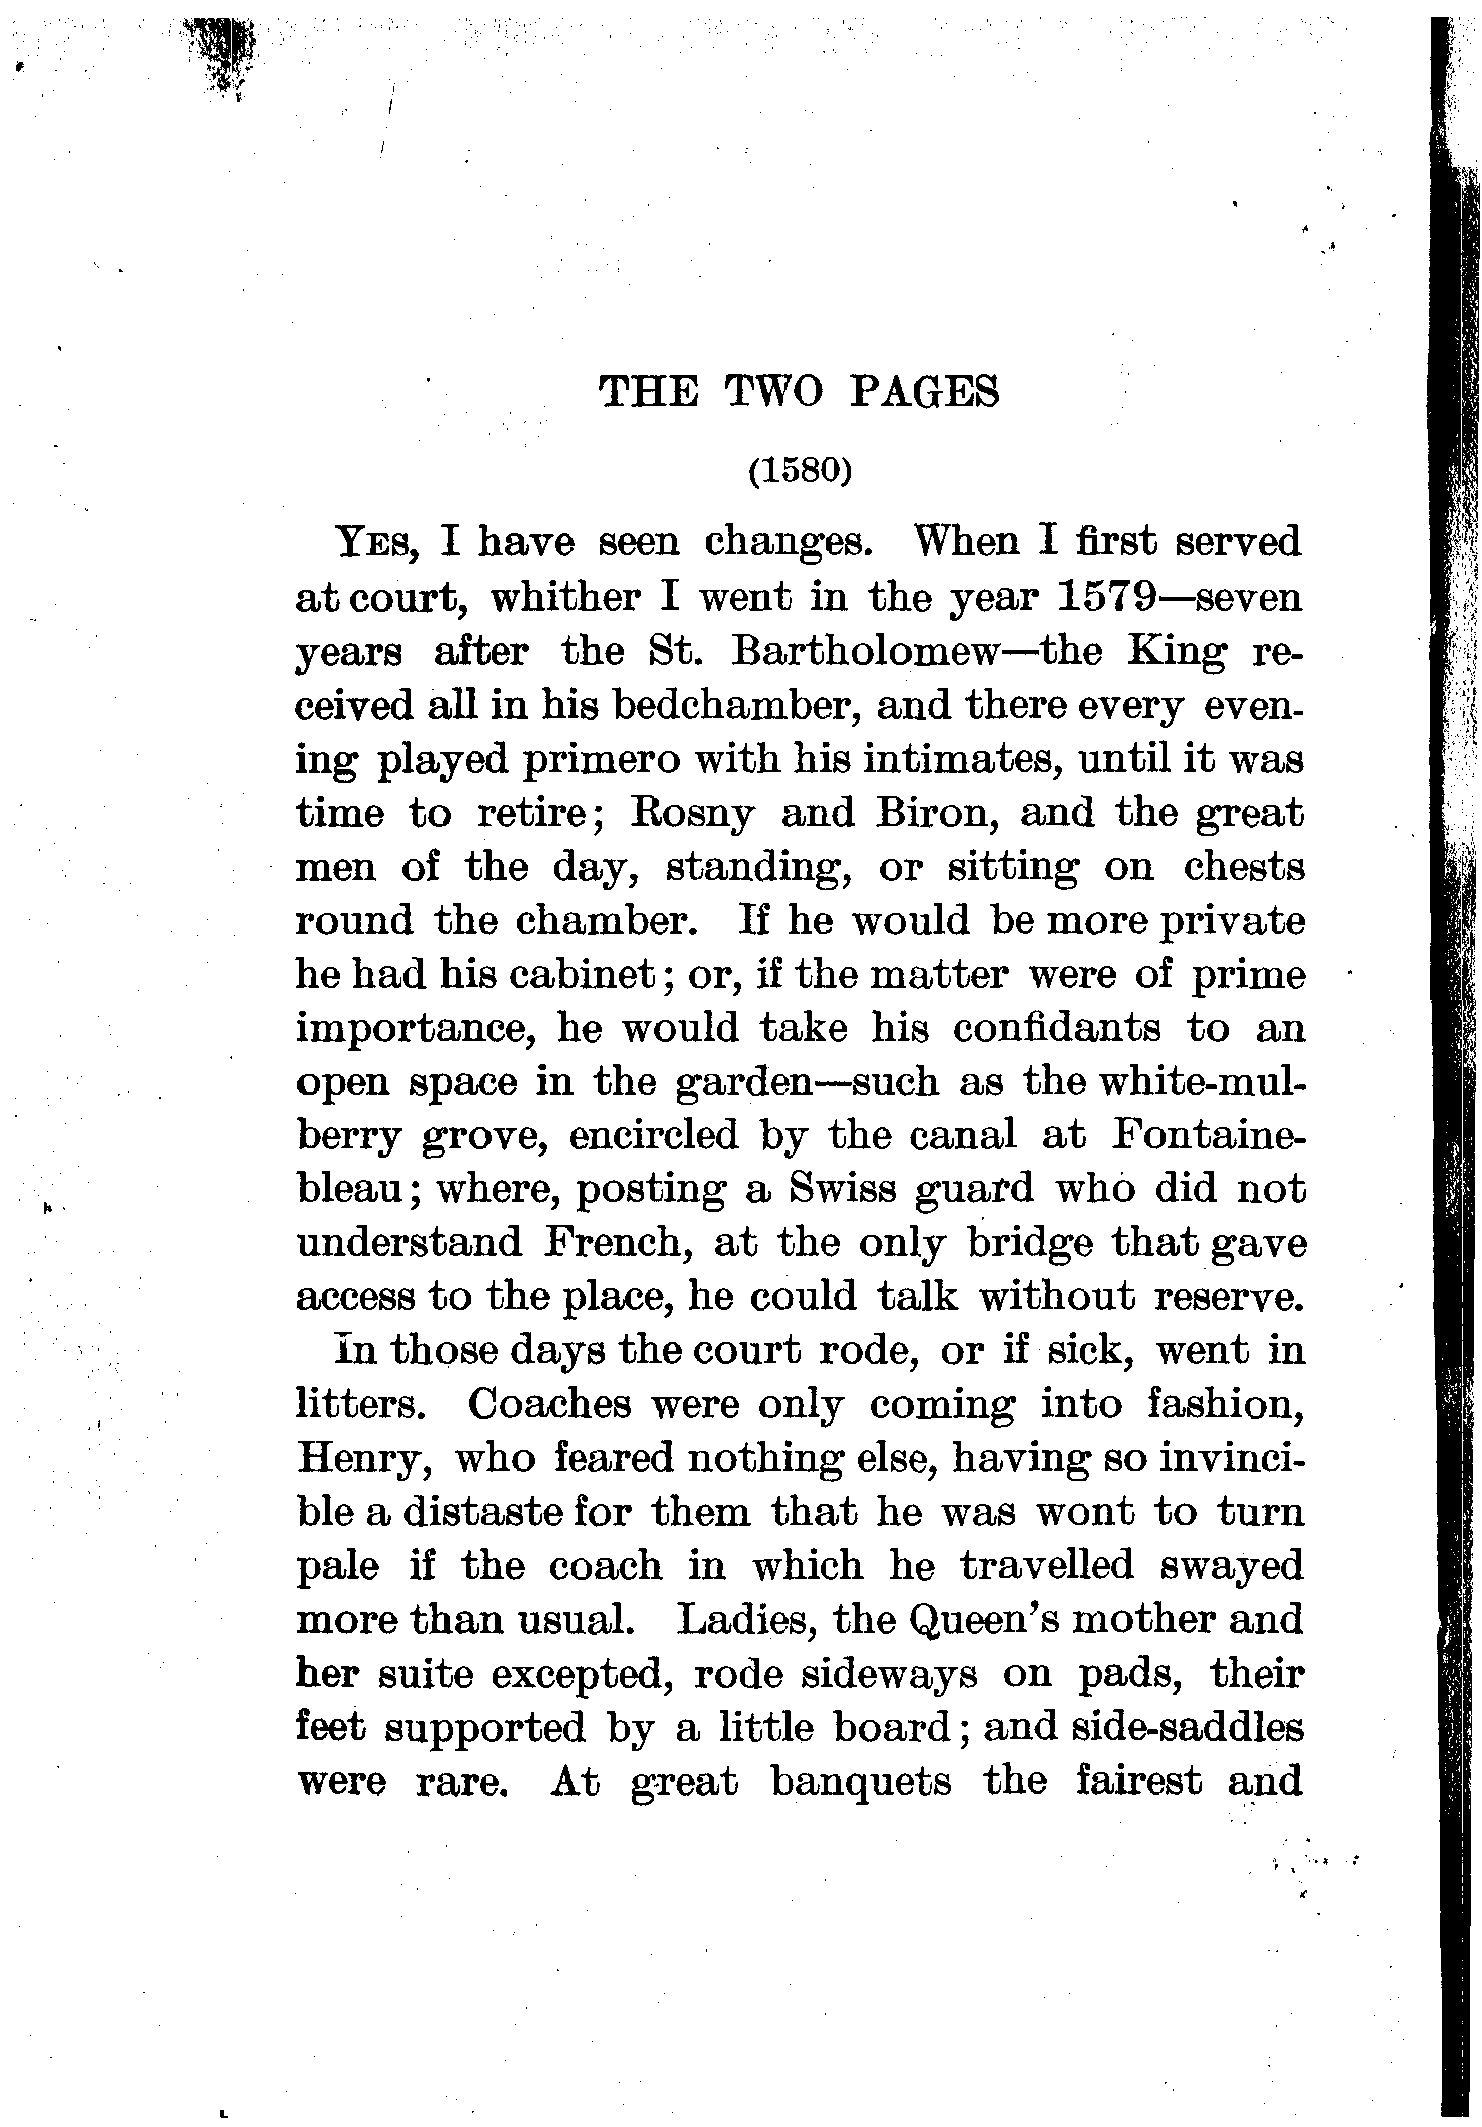 THE TWO PAGES
(1580)
YES, I have seen changes. When I first served
at court, whither I went in the year 1579—seven
years after the St. Bartholomew—the King re-
ceived all in his bedchamber, and there every even-
ing played primero with his intimates, until it was
time to retire; Rosny and Biron, and the great
men of the day, standing, or sitting on chests
round the chamber. If he would be more private
he had his cabinet; or, if the matter were of prime
importance, he would take his confidants to an
open space in the garden—such as the white-mul-
berry grove, encircled by the canal at Fontaine-
bleau; where, posting a Swiss guard who did not
understand French, at the only bridge that gave
access to the place, he could talk without reserve.
In those days the court rode, or if sick, went in
litters. Coaches were only coming into fashion,
Henry, who feared nothing else, having so invinci-
ble a distaste for them that he was wont to turn
pale if the coach in which he travelled swayed
more than usual. Ladies, the Queen's mother and
her suite excepted, rode sideways on pads, their
feet supported by a little board; and side-saddles
were rare. At great banquets the fairest and